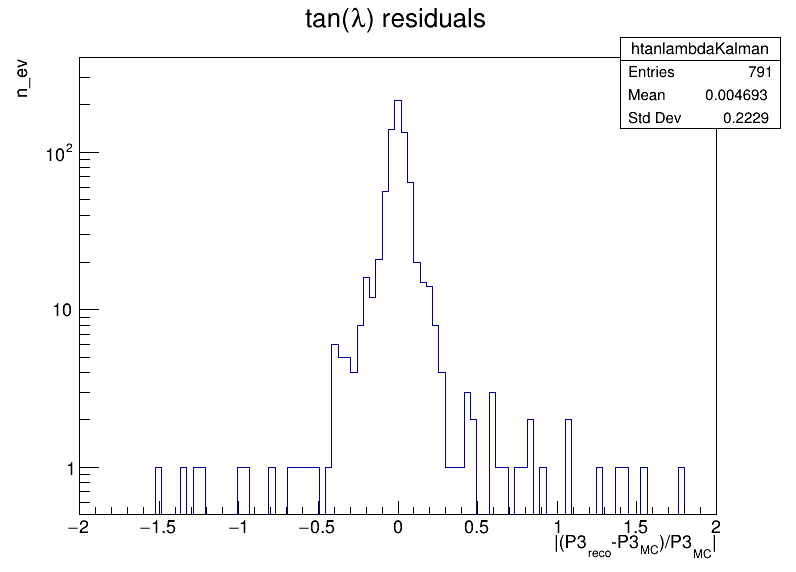 tan(λ) residuals
htanlambdaKalman
Entries 791
Mean 0.004693
Std Dev 0.2229
n_ev
10²
10
1
−2 −1.5 −1 −0.5 0 0.5 1 1.5 2
|(P3reco-P3MC)/P3MC|